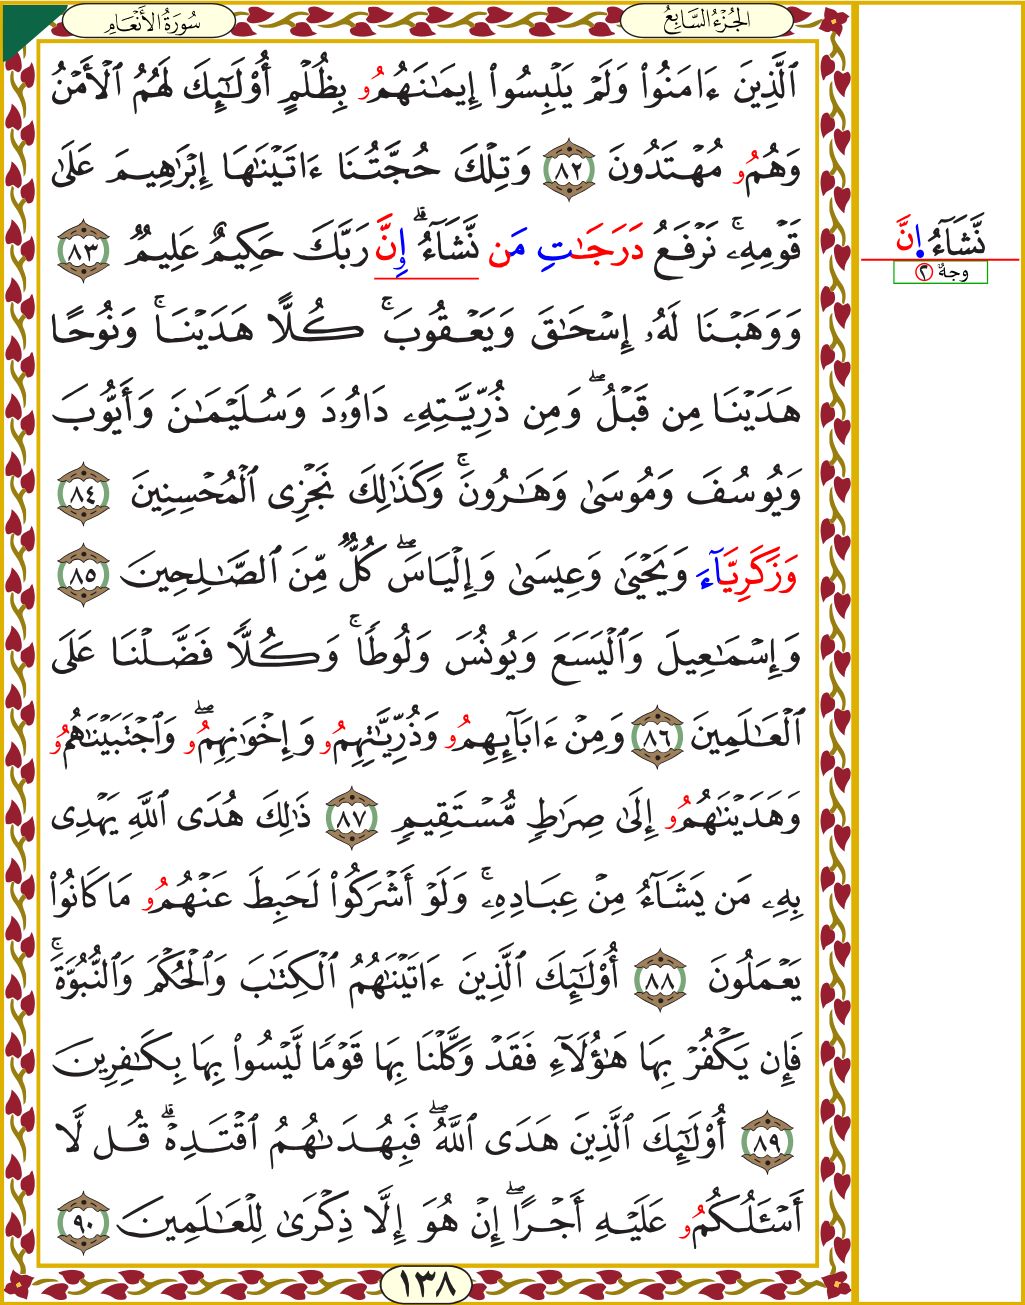 الجُزْءُ السَّابِعُ
سُورَةُ الأَنْعَامِ
ٱلَّذِينَ ءَامَنُوا۟ وَلَمْ يَلْبِسُوٓا۟ إِيمَـٰنَهُمُۥ بِظُلْمٍ أُو۟لَـٰٓئِكَ لَهُمُ ٱلْأَمْنُ
وَهُمُۥ مُهْتَدُونَ ٨٢ وَتِلْكَ حُجَّتُنَا ءَاتَيْنَـٰهَا إِبْرَٰهِيمَ عَلَىٰ
قَوْمِهِۦ ۚ نَرْفَعُ دَرَجَـٰتِ مَن نَّشَآءُ ۗ إِنَّ رَبَّكَ حَكِيمٌ عَلِيمٌ ٨٣
وَوَهَبْنَا لَهُۥ إِسْحَـٰقَ وَيَعْقُوبَ ۚ كُلًّا هَدَيْنَا ۚ وَنُوحًا
هَدَيْنَا مِن قَبْلُ ۖ وَمِن ذُرِّيَّتِهِۦ دَاوُۥدَ وَسُلَيْمَـٰنَ وَأَيُّوبَ
وَيُوسُفَ وَمُوسَىٰ وَهَـٰرُونَ ۚ وَكَذَٰلِكَ نَجْزِى ٱلْمُحْسِنِينَ ٨٤
وَزَكَرِيَّآءَ وَيَحْيَىٰ وَعِيسَىٰ وَإِلْيَاسَ ۖ كُلٌّ مِّنَ ٱلصَّـٰلِحِينَ ٨٥
وَإِسْمَـٰعِيلَ وَٱلْيَسَعَ وَيُونُسَ وَلُوطًا ۚ وَكُلًّا فَضَّلْنَا عَلَى
ٱلْعَـٰلَمِينَ ٨٦ وَمِنْ ءَابَآئِهِمُۥ وَذُرِّيَّـٰتِهِمُۥ وَإِخْوَٰنِهِمُۥ ۖ وَٱجْتَبَيْنَـٰهُمُۥ
وَهَدَيْنَـٰهُمُۥ إِلَىٰ صِرَٰطٍ مُّسْتَقِيمٍ ٨٧ ذَٰلِكَ هُدَى ٱللَّهِ يَهْدِى
بِهِۦ مَن يَشَآءُ مِنْ عِبَادِهِۦ ۚ وَلَوْ أَشْرَكُوا۟ لَحَبِطَ عَنْهُمُۥ مَا كَانُوا۟
يَعْمَلُونَ ٨٨ أُو۟لَـٰٓئِكَ ٱلَّذِينَ ءَاتَيْنَـٰهُمُ ٱلْكِتَـٰبَ وَٱلْحُكْمَ وَٱلنُّبُوَّةَ ۚ
فَإِن يَكْفُرْ بِهَا هَـٰٓؤُلَآءِ فَقَدْ وَكَّلْنَا بِهَا قَوْمًا لَّيْسُوا۟ بِهَا بِكَـٰفِرِينَ
٨٩ أُو۟لَـٰٓئِكَ ٱلَّذِينَ هَدَى ٱللَّهُ ۖ فَبِهُدَىٰهُمُ ٱقْتَدِهْ ۗ قُل لَّآ
أَسْـَٔلُكُمُۥ عَلَيْهِ أَجْرًا ۖ إِنْ هُوَ إِلَّا ذِكْرَىٰ لِلْعَـٰلَمِينَ ٩٠
١٣٨
نَّشَآءُ إِنَّ
وجهٌ ٢